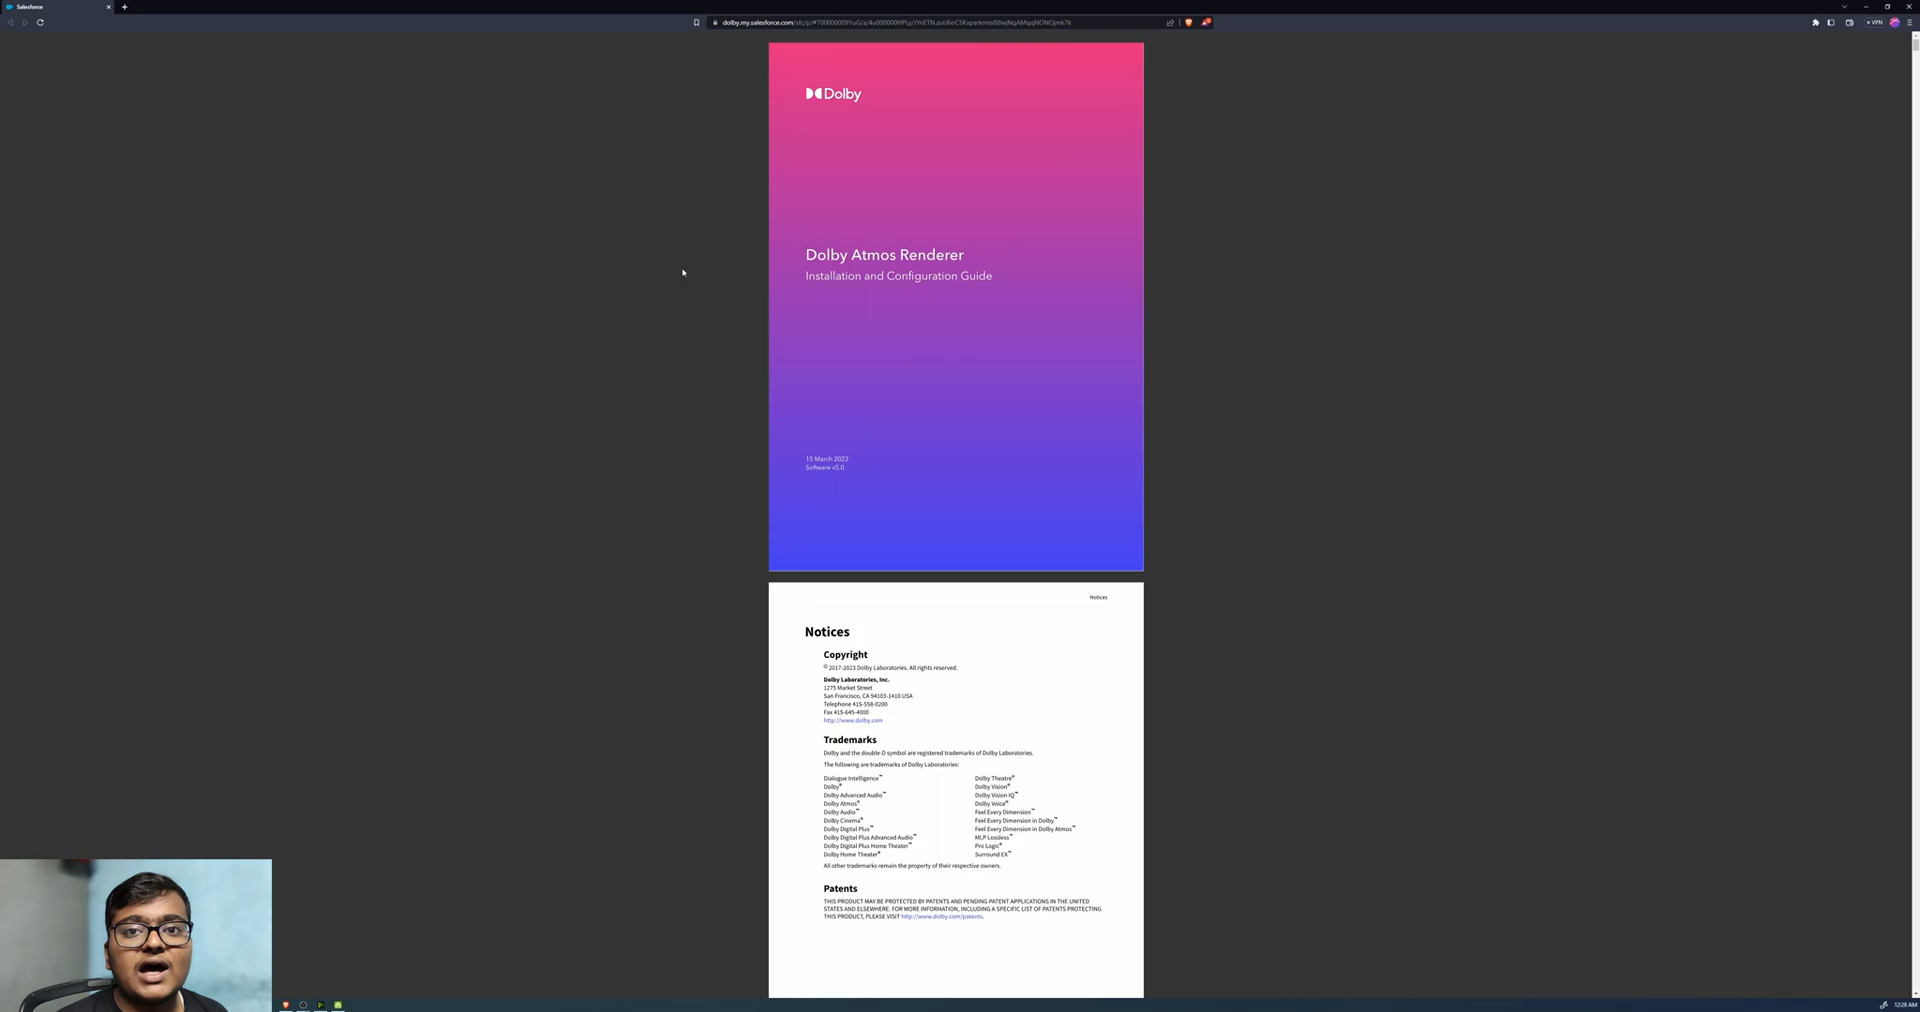 Salesforce
VPN
Dolby
Dolby Atmos Renderer
Installation and Configuration Guide
15 March 2023
Software v5.0
Notices
Notices
Copyright
© 2017-2023 Dolby Laboratories. All rights reserved.
Dolby Laboratories, Inc.
1275 Market Street
San Francisco, CA 94103-1410 USA
Telephone 415-558-0200
Fax 415-645-4000
http://www.dolby.com
Trademarks
Dolby and the double-D symbol are registered trademarks of Dolby Laboratories.
The following are trademarks of Dolby Laboratories:
Dialogue Intelligence™
Dolby®
Dolby Advanced Audio™
Dolby Atmos®
Dolby Audio™
Dolby Cinema®
Dolby Digital Plus™
Dolby Digital Plus Advanced Audio™
Dolby Digital Plus Home Theater™
Dolby Home Theater®
Dolby Theatre®
Dolby Vision®
Dolby Vision IQ™
Dolby Voice®
Feel Every Dimension™
Feel Every Dimension in Dolby™
Feel Every Dimension in Dolby Atmos™
MLP Lossless™
Pro Logic®
Surround EX™
All other trademarks remain the property of their respective owners.
Patents
THIS PRODUCT MAY BE PROTECTED BY PATENTS AND PENDING PATENT APPLICATIONS IN THE UNITED
STATES AND ELSEWHERE. FOR MORE INFORMATION, INCLUDING A SPECIFIC LIST OF PATENTS PROTECTING
THIS PRODUCT, PLEASE VISIT http://www.dolby.com/patents.
12:28 AM